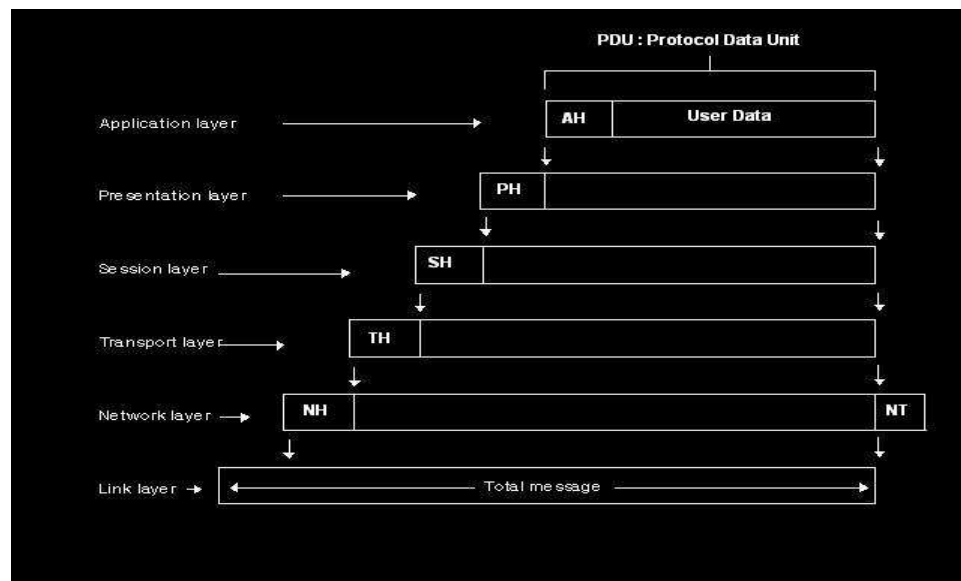 PDU : Protocol Data Unit
Application layer
AH
User Data
Presentation layer
PH
Session layer
SH
Transport layer
TH
Network layer
NH
NT
Link layer
Total message